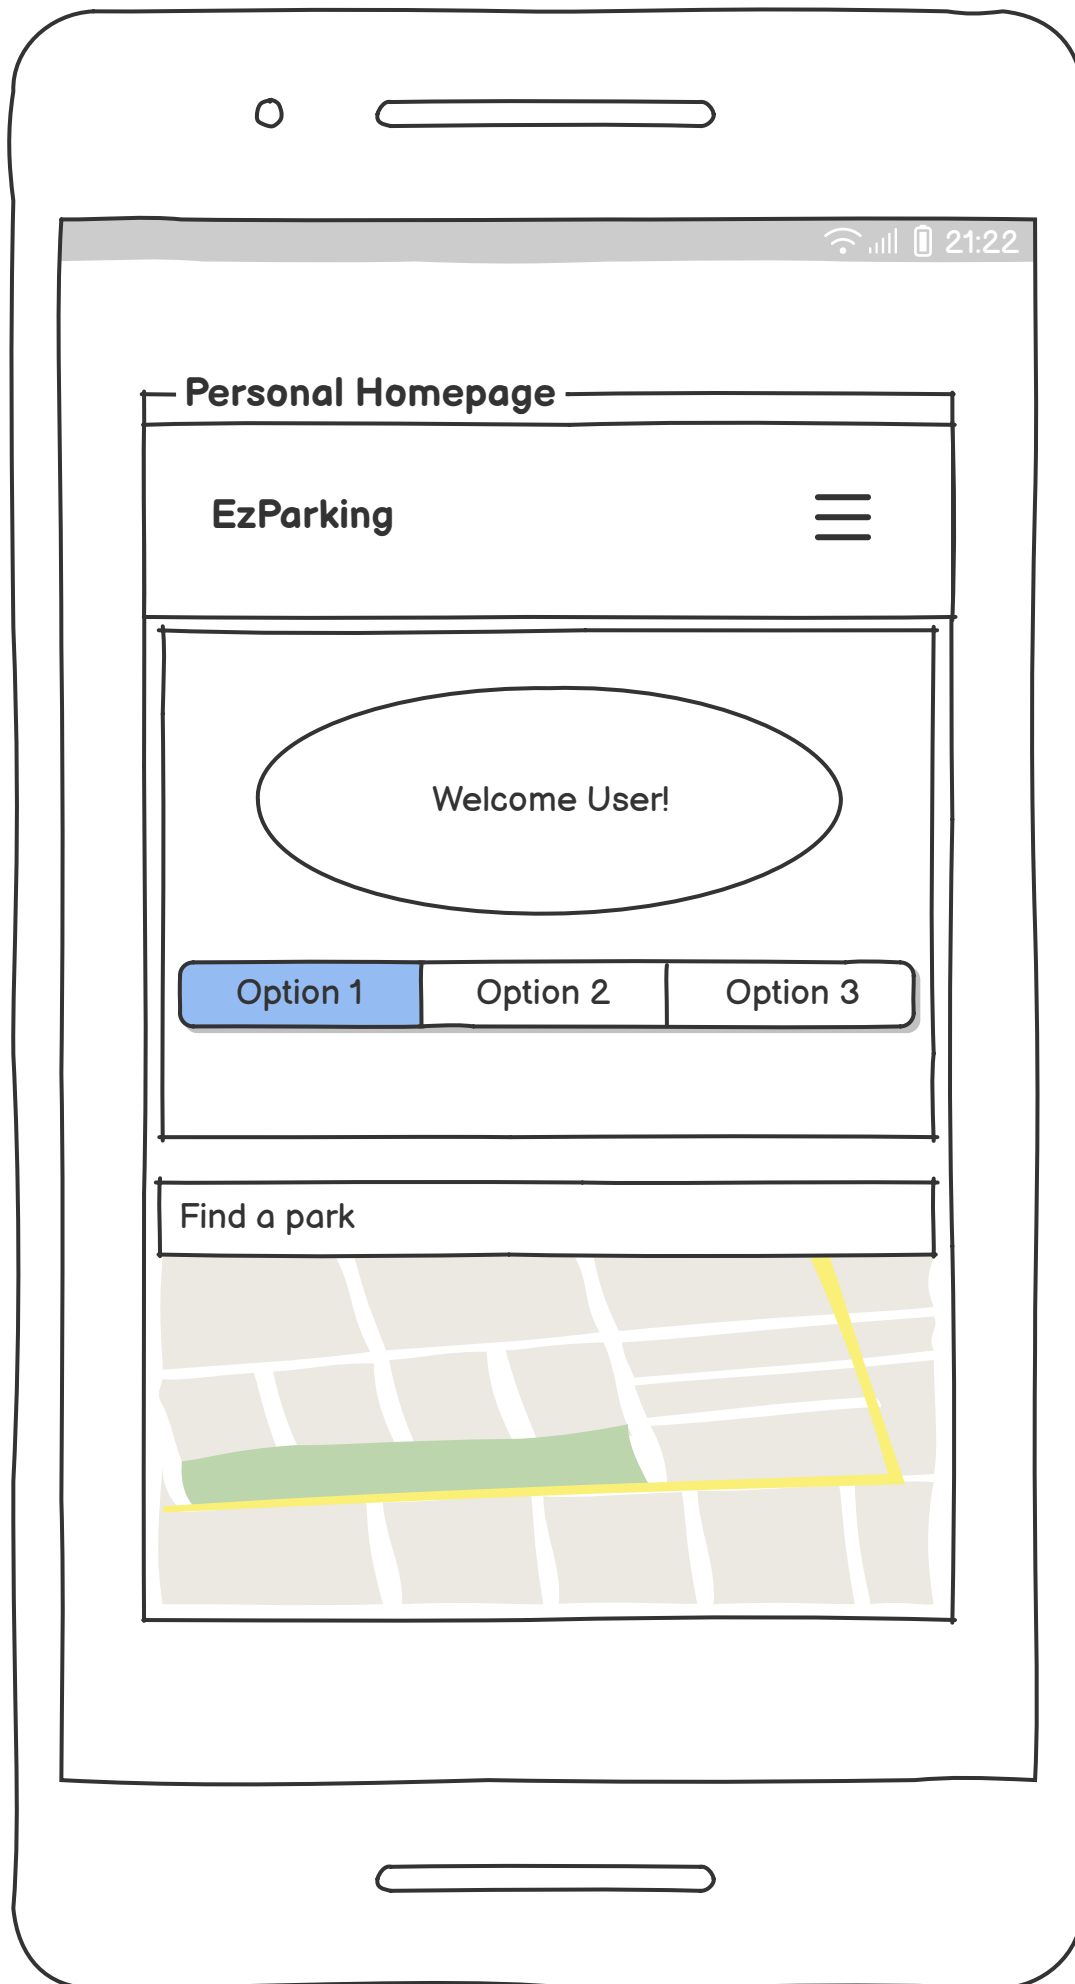 21:22
Personal Homepage
EzParking
Welcome User!
Option 1 Option 2 Option 3
Find a park